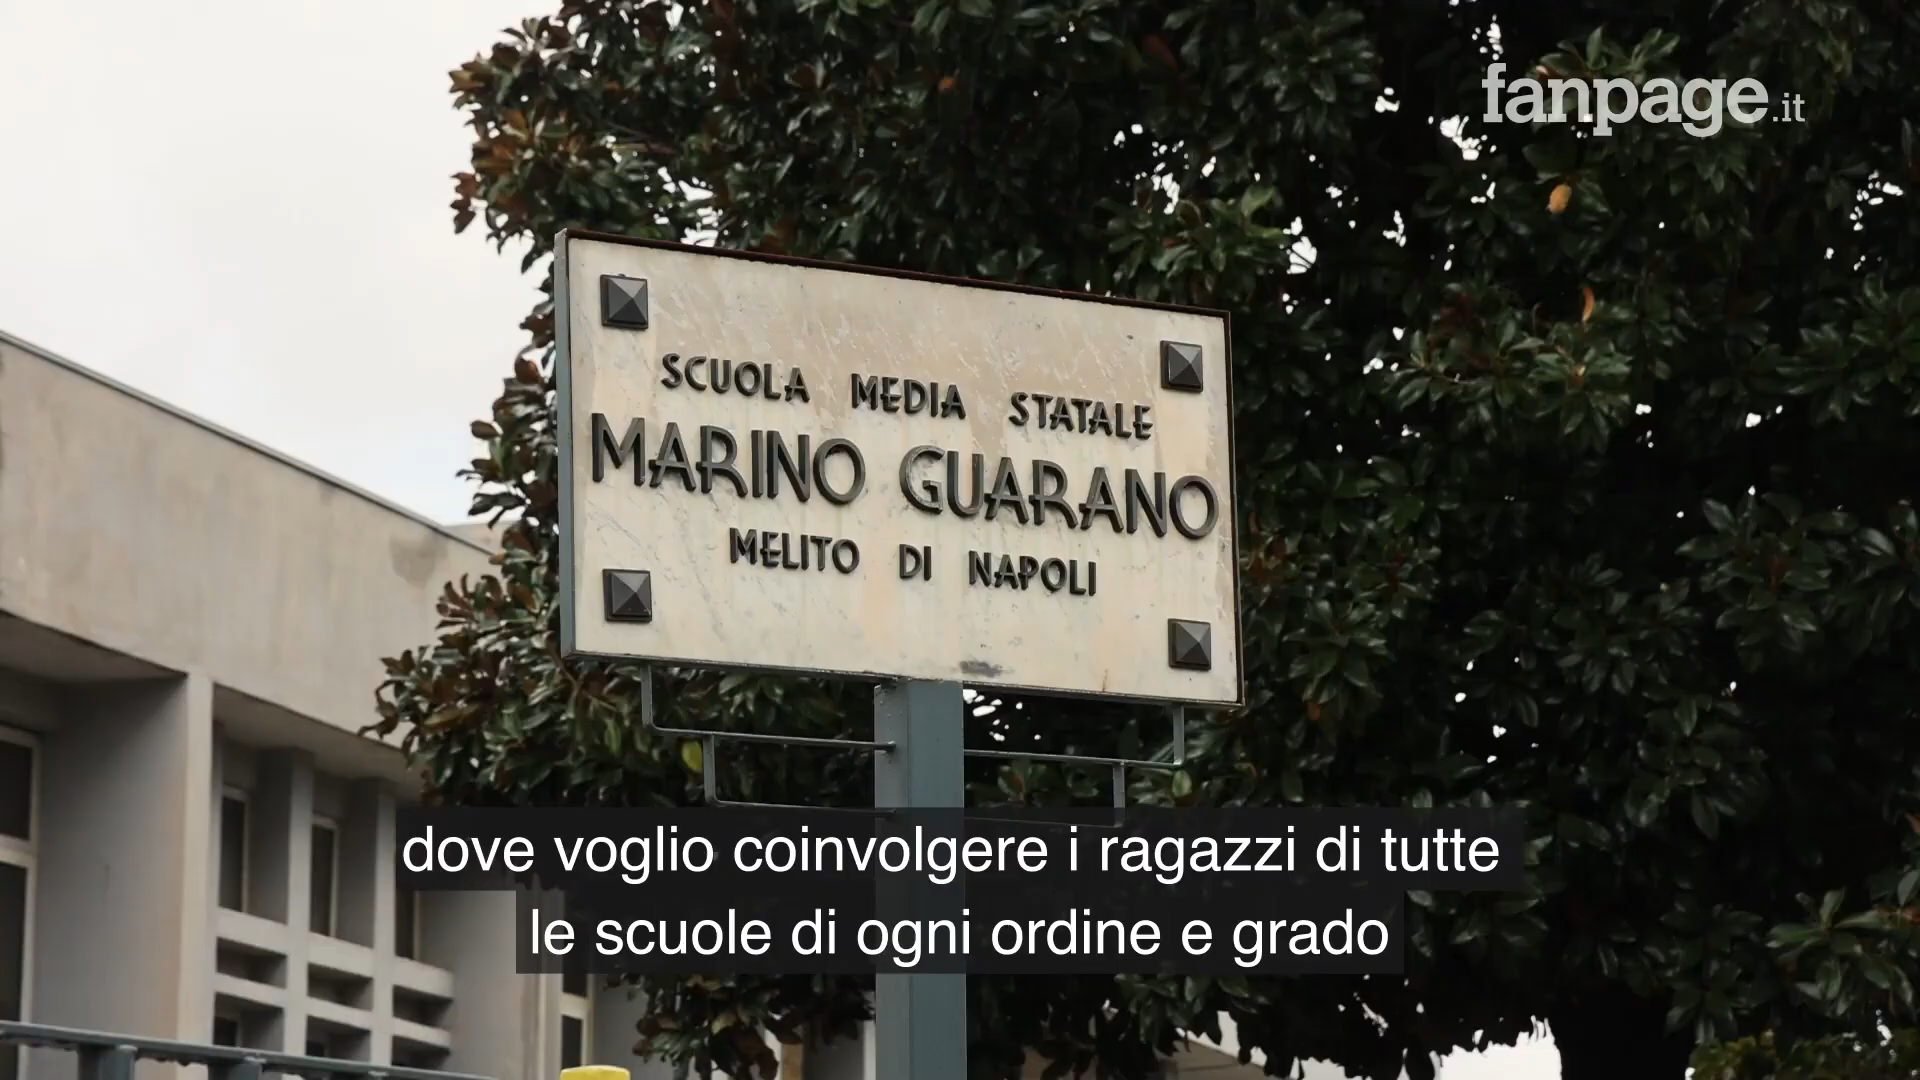 fanpage.it
SCUOLA MEDIA STATALE
MARINO GUARANO
MELITO DI NAPOLI
dove voglio coinvolgere i ragazzi di tutte
le scuole di ogni ordine e grado